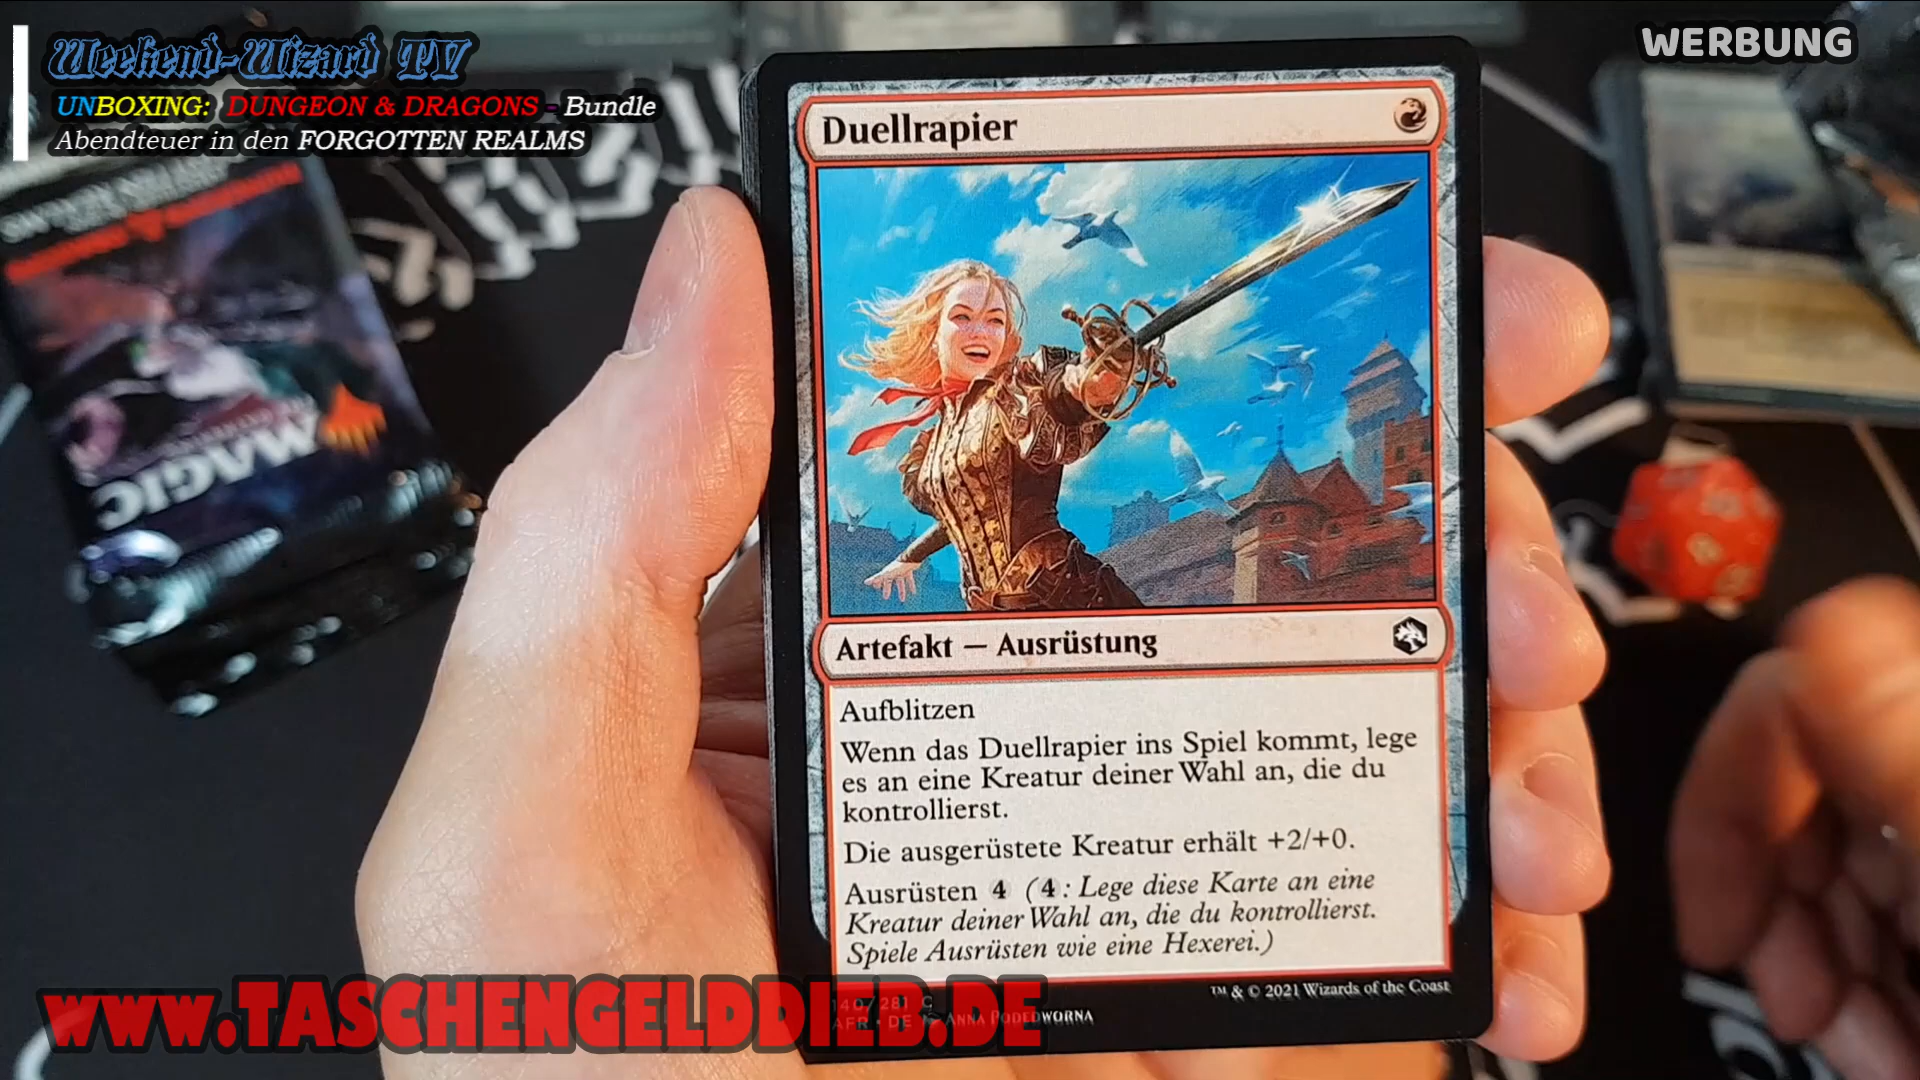 Weekend-Wizard TV
UNBOXING: DUNGEON & DRAGONS - Bundle
Abendteuer in den FORGOTTEN REALMS
WERBUNG
MAGIC
Duellrapier
Artefakt — Ausrüstung
Aufblitzen
Wenn das Duellrapier ins Spiel kommt, lege
es an eine Kreatur deiner Wahl an, die du
kontrollierst.
Die ausgerüstete Kreatur erhält +2/+0.
Ausrüsten 4 (4: Lege diese Karte an eine
Kreatur deiner Wahl an, die du kontrollierst.
Spiele Ausrüsten wie eine Hexerei.)
™ & © 2021 Wizards of the Coast
140/281 C
AFR • DE ANNA PODEDWORNA
www.TASCHENGELDDIEB.DE